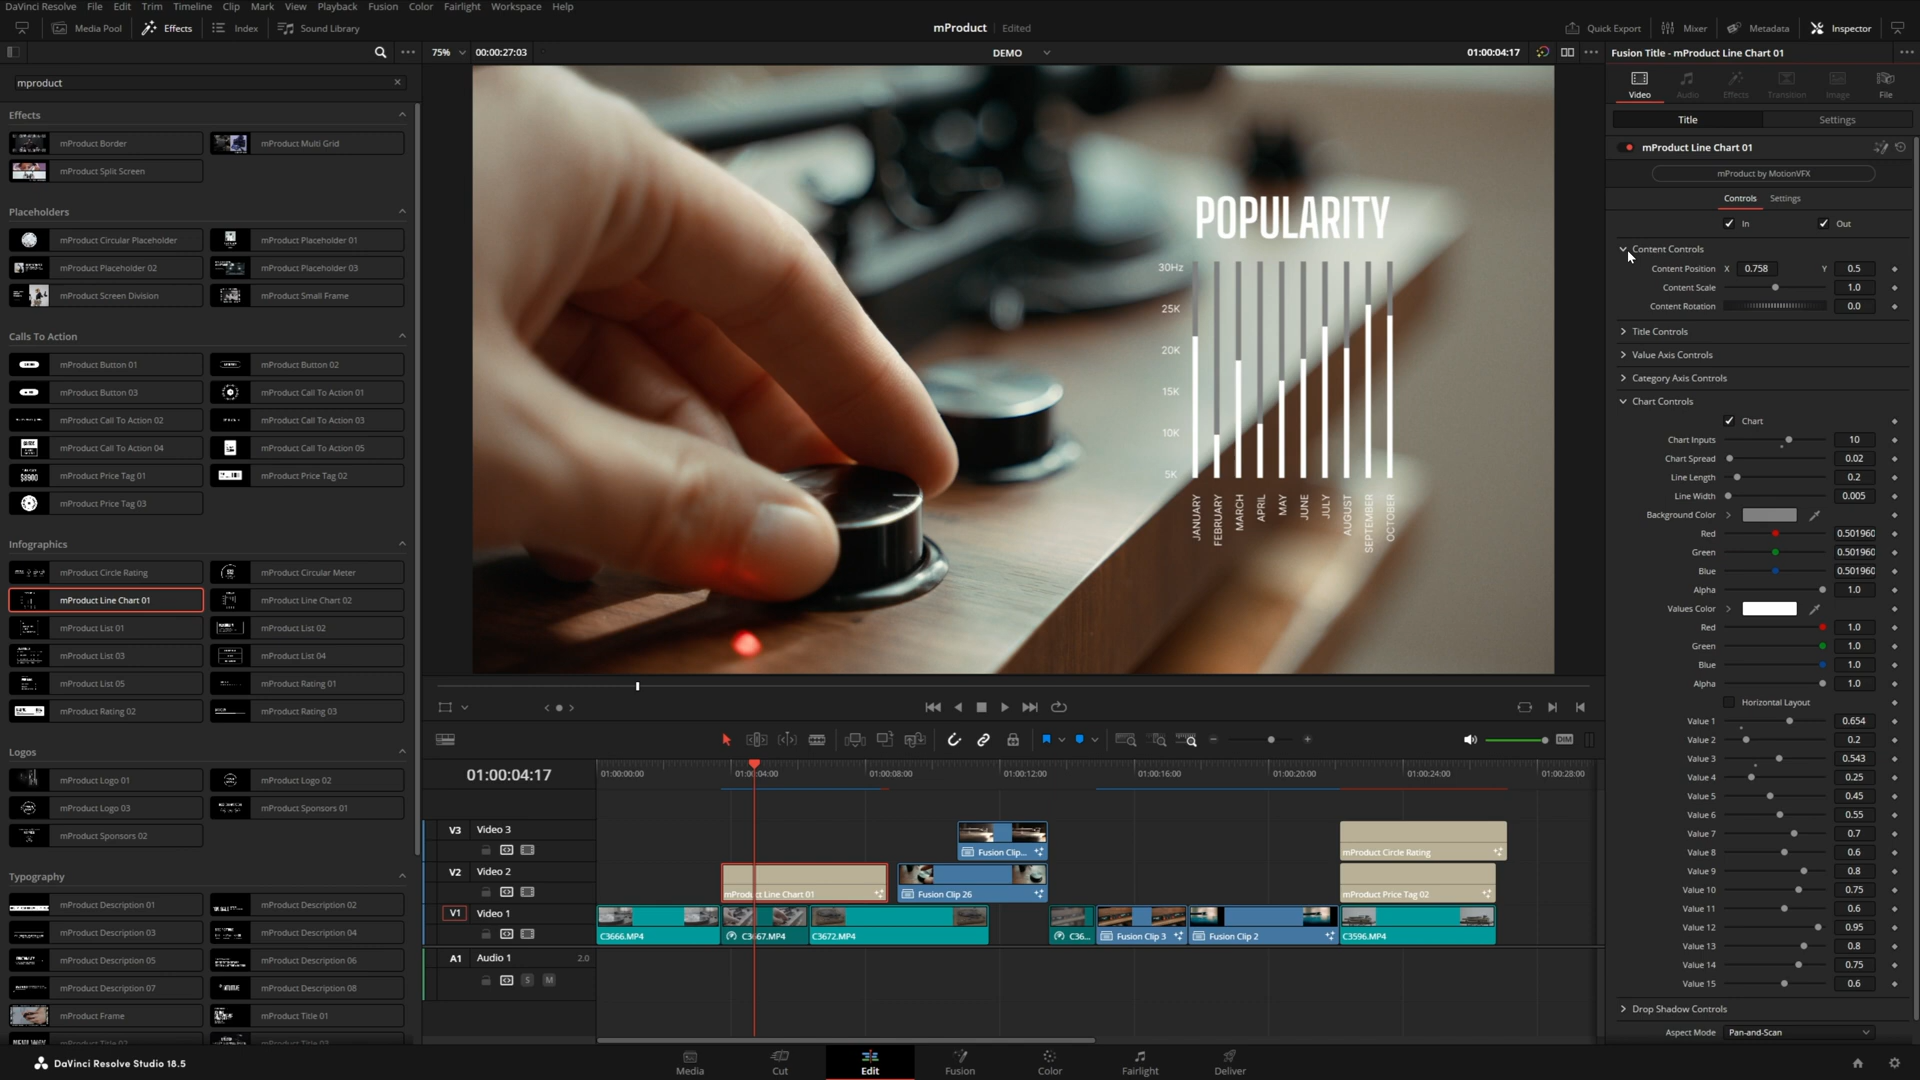 DaVinci Resolve File Edit Trim Timeline Clip Mark View Playback Fusion Color Fairlight Workspace Help
Media Pool Effects Index Sound Library
mProduct Edited
Quick Export Mixer Metadata Inspector
75% 00:00:27:03
DEMO
01:00:04:17
mproduct
Effects
mProduct Border mProduct Multi Grid
mProduct Split Screen
Placeholders
mProduct Circular Placeholder mProduct Placeholder 01
mProduct Placeholder 02 mProduct Placeholder 03
mProduct Screen Division mProduct Small Frame
Calls To Action
mProduct Button 01 mProduct Button 02
mProduct Button 03 mProduct Call To Action 01
mProduct Call To Action 02 mProduct Call To Action 03
mProduct Call To Action 04 mProduct Call To Action 05
mProduct Price Tag 01 mProduct Price Tag 02
mProduct Price Tag 03
Infographics
mProduct Circle Rating mProduct Circular Meter
mProduct Line Chart 01 mProduct Line Chart 02
mProduct List 01 mProduct List 02
mProduct List 03 mProduct List 04
mProduct List 05 mProduct Rating 01
mProduct Rating 02 mProduct Rating 03
Logos
mProduct Logo 01 mProduct Logo 02
mProduct Logo 03 mProduct Sponsors 01
mProduct Sponsors 02
Typography
mProduct Description 01 mProduct Description 02
mProduct Description 03 mProduct Description 04
mProduct Description 05 mProduct Description 06
mProduct Description 07 mProduct Description 08
mProduct Frame mProduct Title 01
POPULARITY
30Hz
25K
20K
15K
10K
5K
JANUARY
FEBRUARY
MARCH
APRIL
MAY
JUNE
JULY
AUGUST
SEPTEMBER
OCTOBER
DIM
01:00:04:17
01:00:00:00 01:00:04:00 01:00:08:00 01:00:12:00 01:00:16:00 01:00:20:00 01:00:24:00 01:00:28:00
V3 Video 3
Fusion Clip... mProduct Circle Rating
V2 Video 2
mProduct Line Chart 01 Fusion Clip 26 mProduct Price Tag 02
V1 Video 1
C3666.MP4 C3667.MP4 C3672.MP4 C36... Fusion Clip 3 Fusion Clip 2 C3596.MP4
A1 Audio 1 2.0
S M
Fusion Title - mProduct Line Chart 01
Video Audio Effects Transition Image File
Title Settings
mProduct Line Chart 01
mProduct by MotionVFX
Controls Settings
In Out
Content Controls
Content Position X 0.758 Y 0.5
Content Scale 1.0
Content Rotation 0.0
Title Controls
Value Axis Controls
Category Axis Controls
Chart Controls
Chart
Chart Inputs 10
Chart Spread 0.02
Line Length 0.2
Line Width 0.005
Background Color
Red 0.501960
Green 0.501960
Blue 0.501960
Alpha 1.0
Values Color
Red 1.0
Green 1.0
Blue 1.0
Alpha 1.0
Horizontal Layout
Value 1 0.654
Value 2 0.2
Value 3 0.543
Value 4 0.25
Value 5 0.45
Value 6 0.55
Value 7 0.7
Value 8 0.6
Value 9 0.8
Value 10 0.75
Value 11 0.6
Value 12 0.95
Value 13 0.8
Value 14 0.75
Value 15 0.6
Drop Shadow Controls
Aspect Mode Pan-and-Scan
DaVinci Resolve Studio 18.5
Media Cut Edit Fusion Color Fairlight Deliver